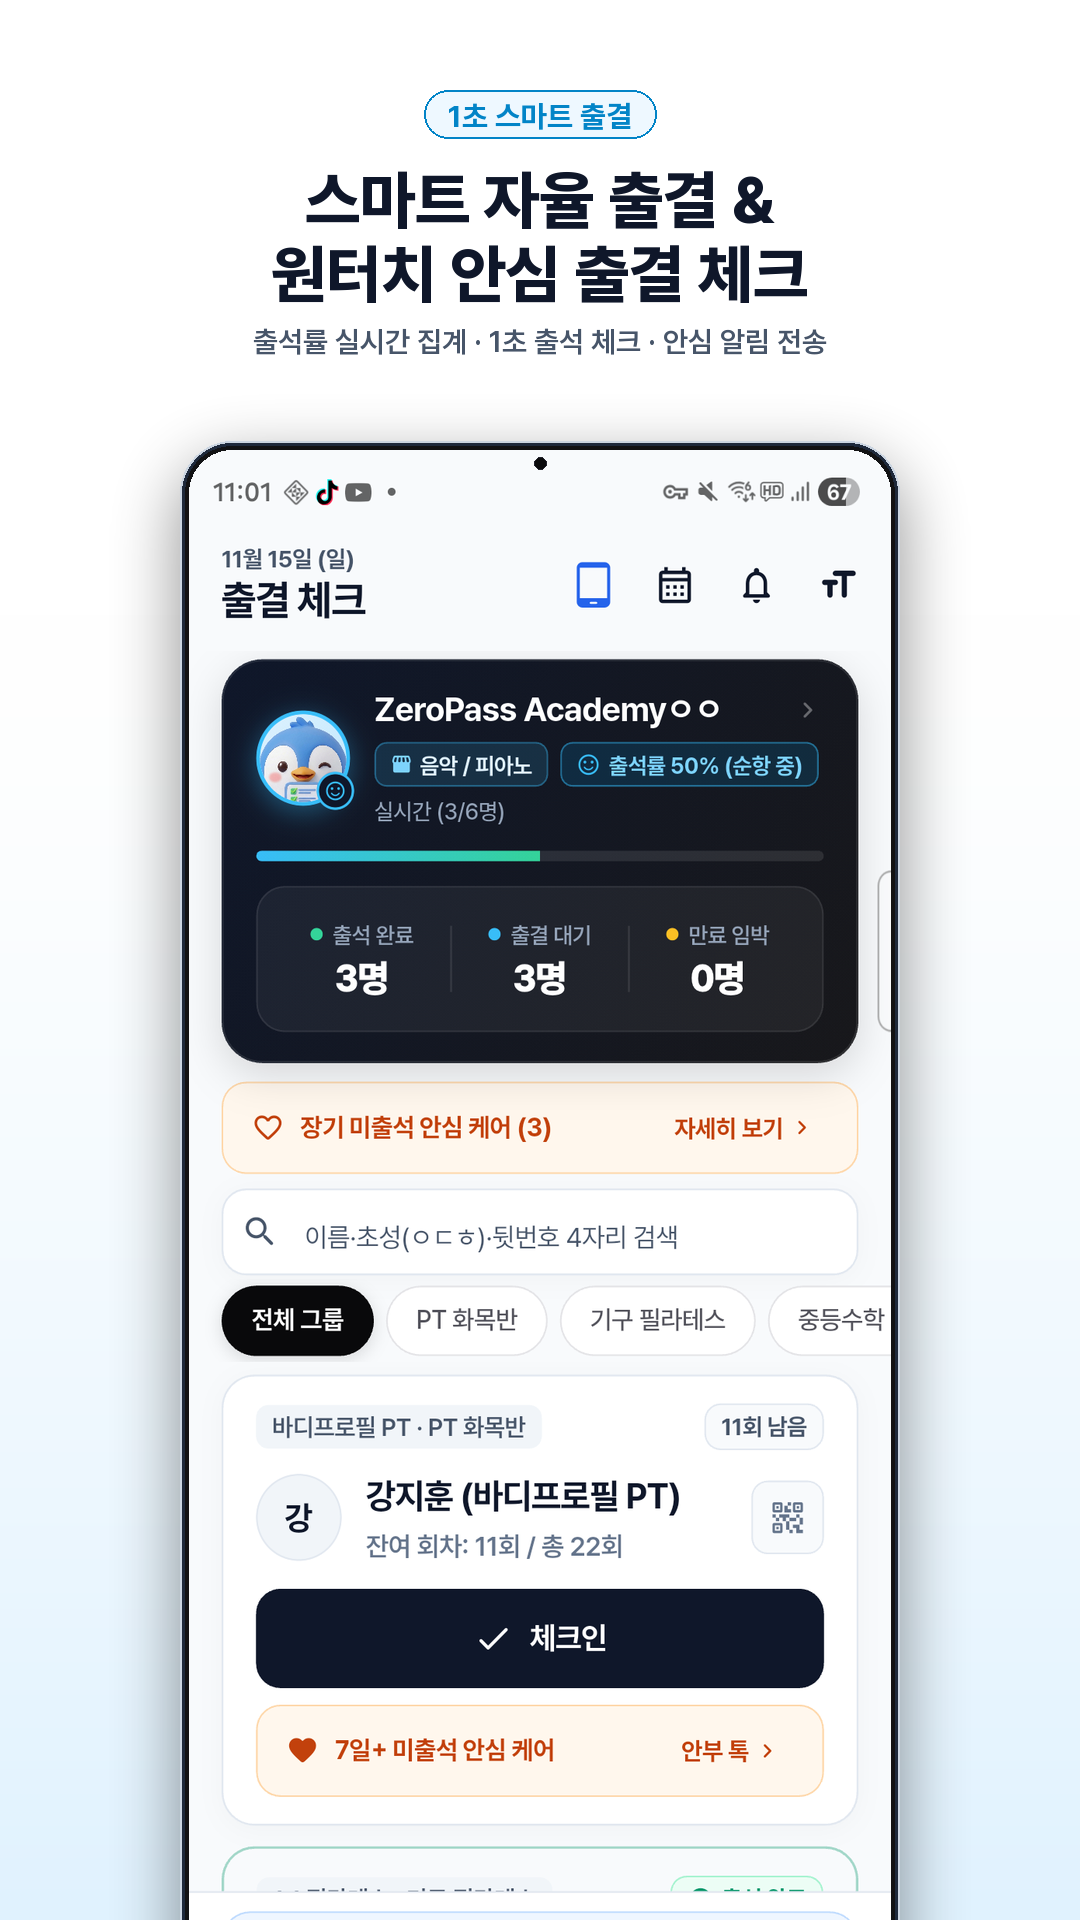 1초 스마트 출결
스마트 자율 출결 &
원터치 안심 출결 체크
출석률 실시간 집계 · 1초 출석 체크 · 안심 알림 전송
11:01
HD
67
11월 15일 (일)
출결 체크
ZeroPass Academyㅇㅇ
음악 / 피아노
출석률 50% (순항 중)
실시간 (3/6명)
출석 완료
출결 대기
만료 임박
3명
3명
0명
장기 미출석 안심 케어 (3)
자세히 보기
이름·초성(ㅇㄷㅎ)·뒷번호 4자리 검색
전체 그룹
PT 화목반
기구 필라테스
중등수학
바디프로필 PT · PT 화목반
11회 남음
강
강지훈 (바디프로필 PT)
잔여 회차: 11회 / 총 22회
체크인
7일+ 미출석 안심 케어
안부 톡